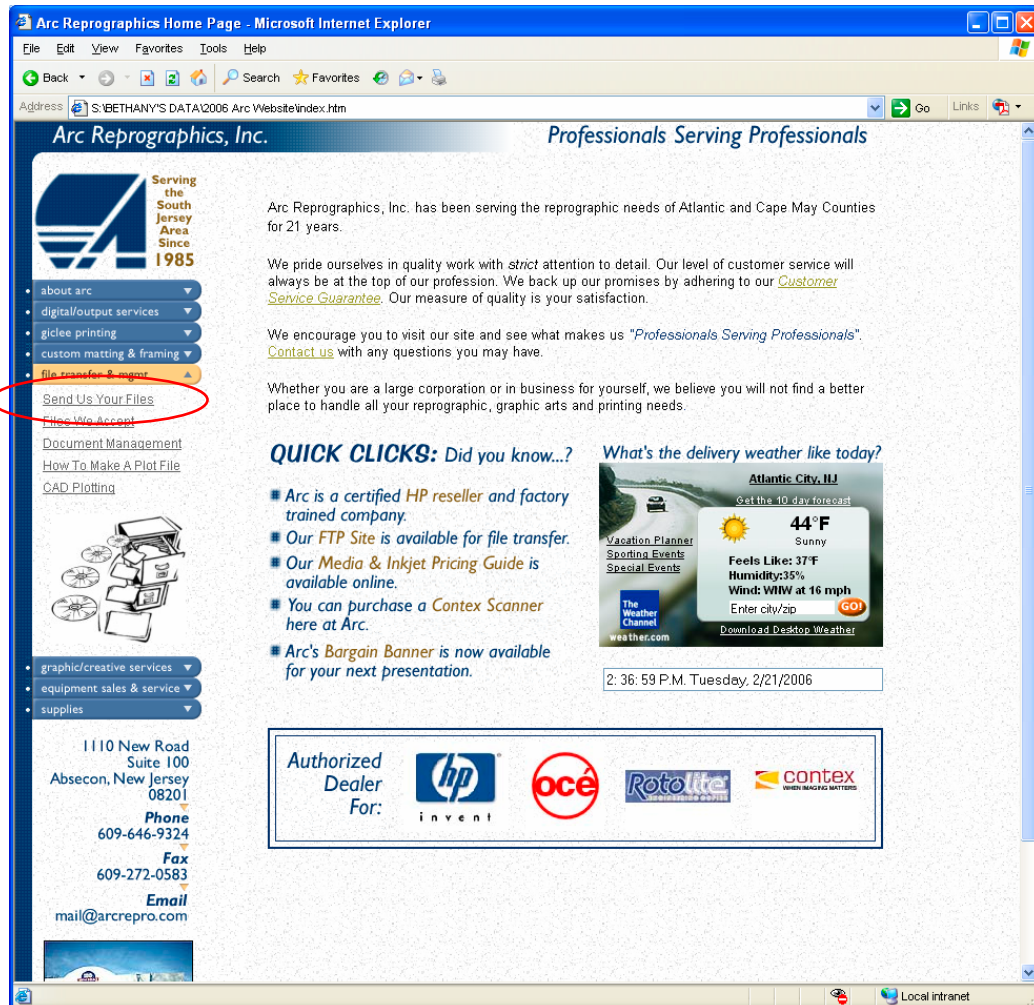 Arc Reprographics Home Page - Microsoft Internet Explorer
File Edit View Favorites Tools Help
Back Search Favorites
Address S:\BETHANY'S DATA\2006 Arc Website\index.htm Go Links
Arc Reprographics, Inc. Professionals Serving Professionals
Serving
the
South
Jersey
Area
Since
1985
about arc
digital/output services
giclee printing
custom matting & framing
file transfer & mgmt
Send Us Your Files
Files We Accept
Document Management
How To Make A Plot File
CAD Plotting
graphic/creative services
equipment sales & service
supplies
1110 New Road
Suite 100
Absecon, New Jersey
08201
Phone
609-646-9324
Fax
609-272-0583
Email
mail@arcrepro.com
Arc Reprographics, Inc. has been serving the reprographic needs of Atlantic and Cape May Counties
for 21 years.
We pride ourselves in quality work with strict attention to detail. Our level of customer service will
always be at the top of our profession. We back up our promises by adhering to our Customer
Service Guarantee. Our measure of quality is your satisfaction.
We encourage you to visit our site and see what makes us "Professionals Serving Professionals".
Contact us with any questions you may have.
Whether you are a large corporation or in business for yourself, we believe you will not find a better
place to handle all your reprographic, graphic arts and printing needs.
QUICK CLICKS: Did you know...?
Arc is a certified HP reseller and factory
trained company.
Our FTP Site is available for file transfer.
Our Media & Inkjet Pricing Guide is
available online.
You can purchase a Contex Scanner
here at Arc.
Arc's Bargain Banner is now available
for your next presentation.
What's the delivery weather like today?
Atlantic City, NJ
Get the 10 day forecast
44°F
Sunny
Vacation Planner
Sporting Events
Special Events
Feels Like: 37°F
Humidity:35%
Wind: WNW at 16 mph
Enter city/zip GO!
The
Weather
Channel
weather.com
Download Desktop Weather
2: 36: 59 P.M. Tuesday, 2/21/2006
Authorized
Dealer
For:
hp
invent
océ
Rotolite
ENGINEERING COPIES
contex
WHEN IMAGING MATTERS
Local intranet